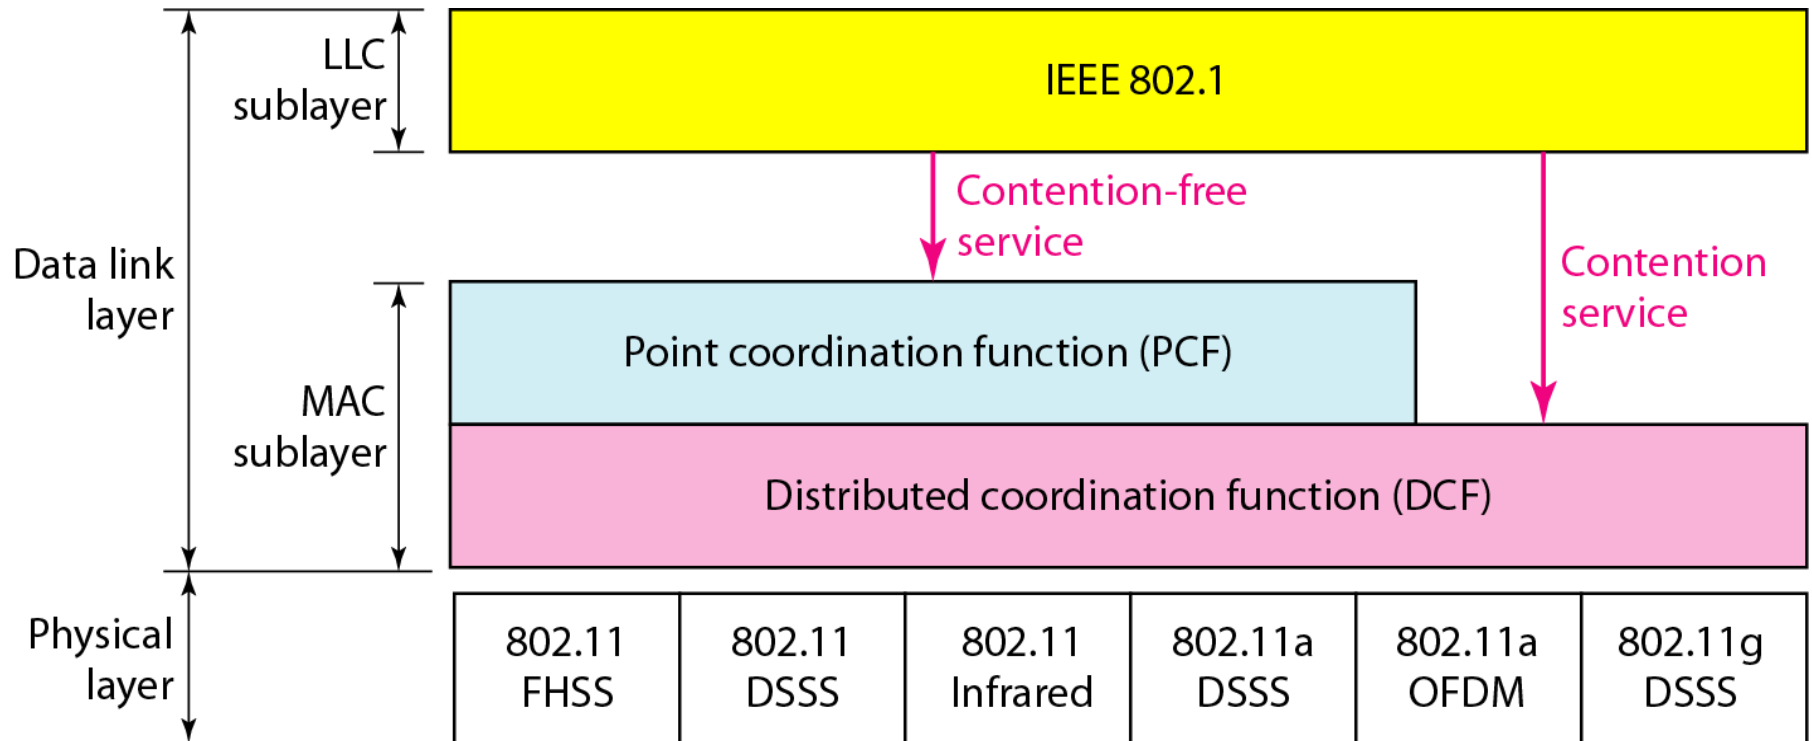 LLC
sublayer
IEEE 802.1
Contention-free
service
Contention
service
Data link
layer
MAC
sublayer
Point coordination function (PCF)
Distributed coordination function (DCF)
Physical
layer
802.11
FHSS
802.11
DSSS
802.11
Infrared
802.11a
DSSS
802.11a
OFDM
802.11g
DSSS